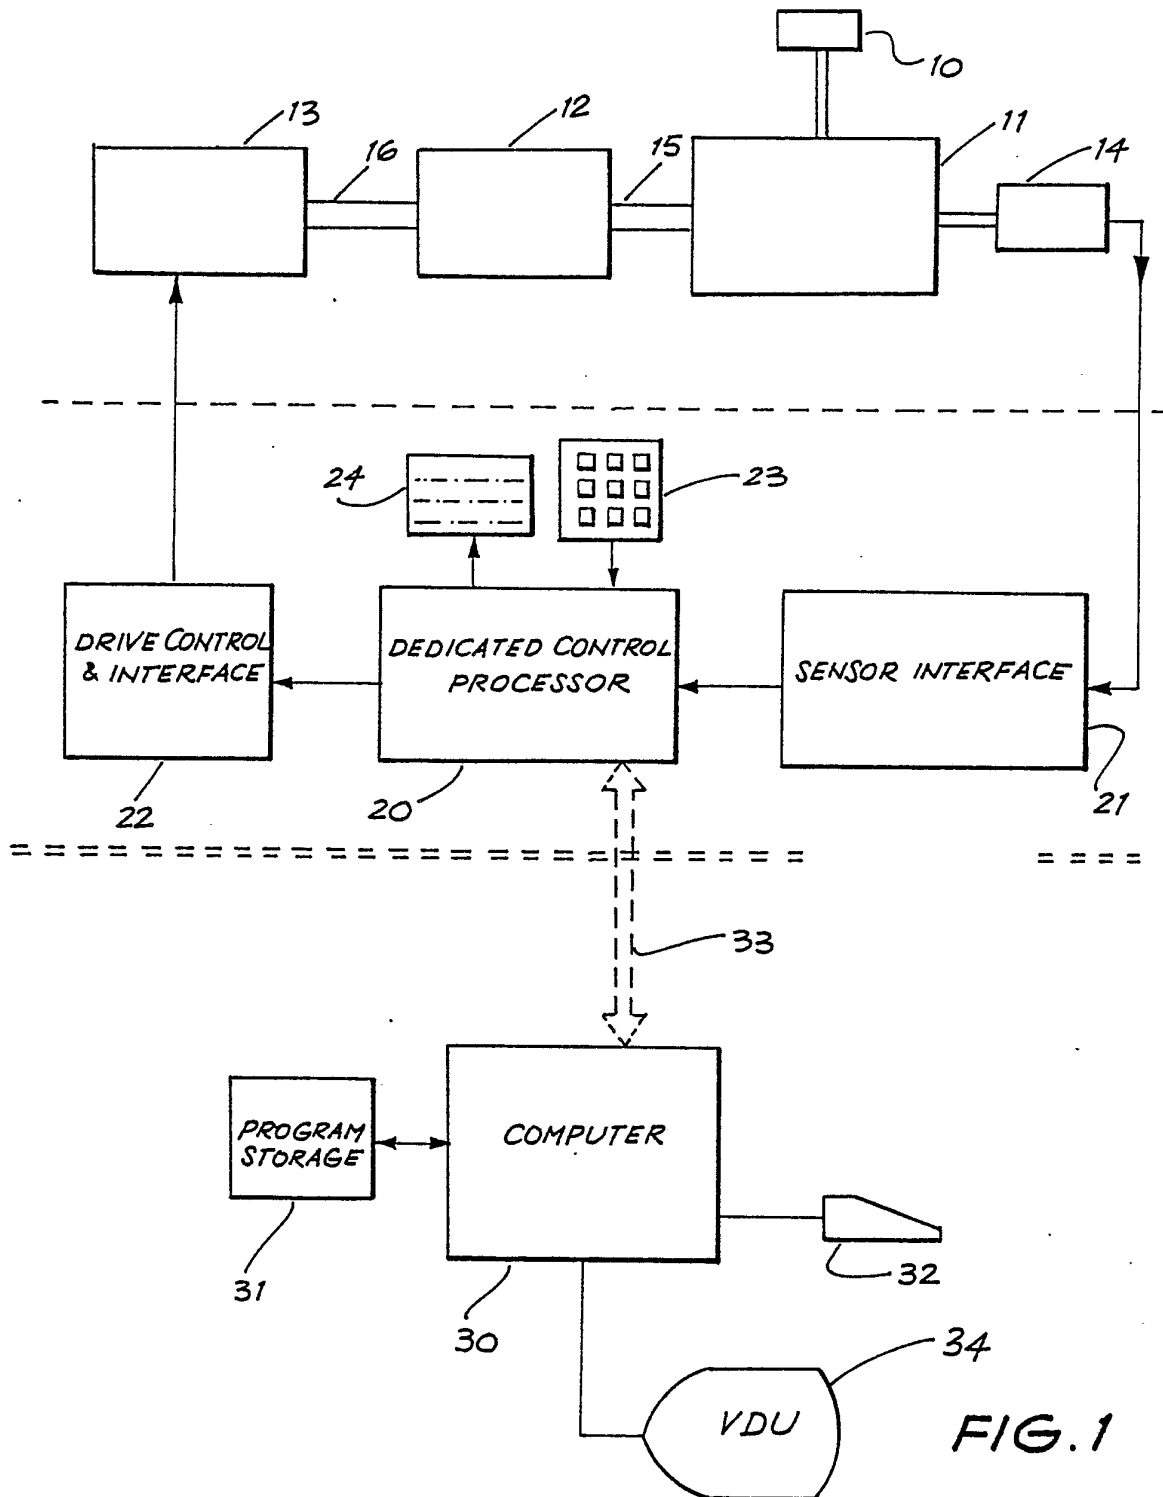 10
13
12
11
16
15
14
24
23
DRIVE CONTROL
& INTERFACE
DEDICATED CONTROL
PROCESSOR
SENSOR INTERFACE
22
20
21
33
PROGRAM
STORAGE
COMPUTER
31
30
32
34
VDU
FIG. 1